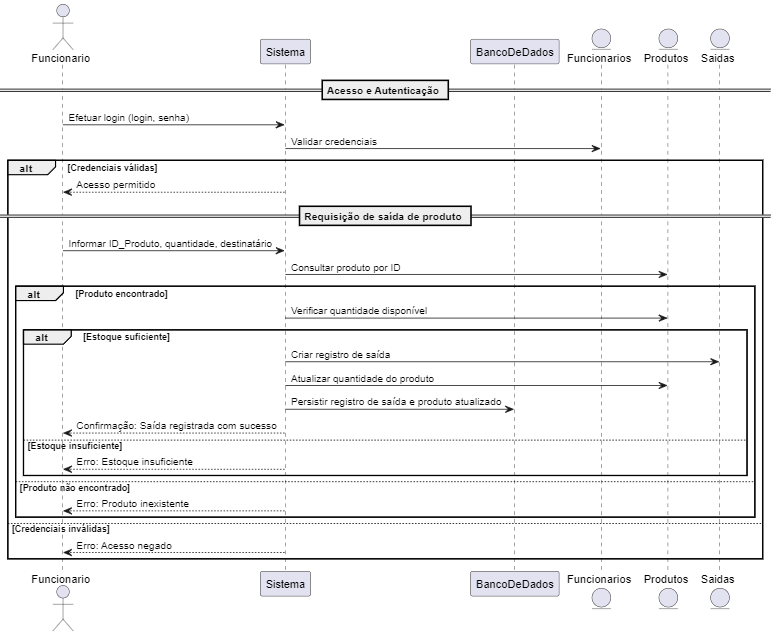 Funcionario
Sistema
BancoDeDados
Funcionarios
Produtos
Saidas
Acesso e Autenticação
Efetuar login (login, senha)
Validar credenciais
alt
[Credenciais válidas]
Acesso permitido
Requisição de saída de produto
Informar ID_Produto, quantidade, destinatário
Consultar produto por ID
alt
[Produto encontrado]
Verificar quantidade disponível
alt
[Estoque suficiente]
Criar registro de saída
Atualizar quantidade do produto
Persistir registro de saída e produto atualizado
Confirmação: Saída registrada com sucesso
[Estoque insuficiente]
Erro: Estoque insuficiente
[Produto não encontrado]
Erro: Produto inexistente
[Credenciais inválidas]
Erro: Acesso negado
Funcionario
Sistema
BancoDeDados
Funcionarios
Produtos
Saidas